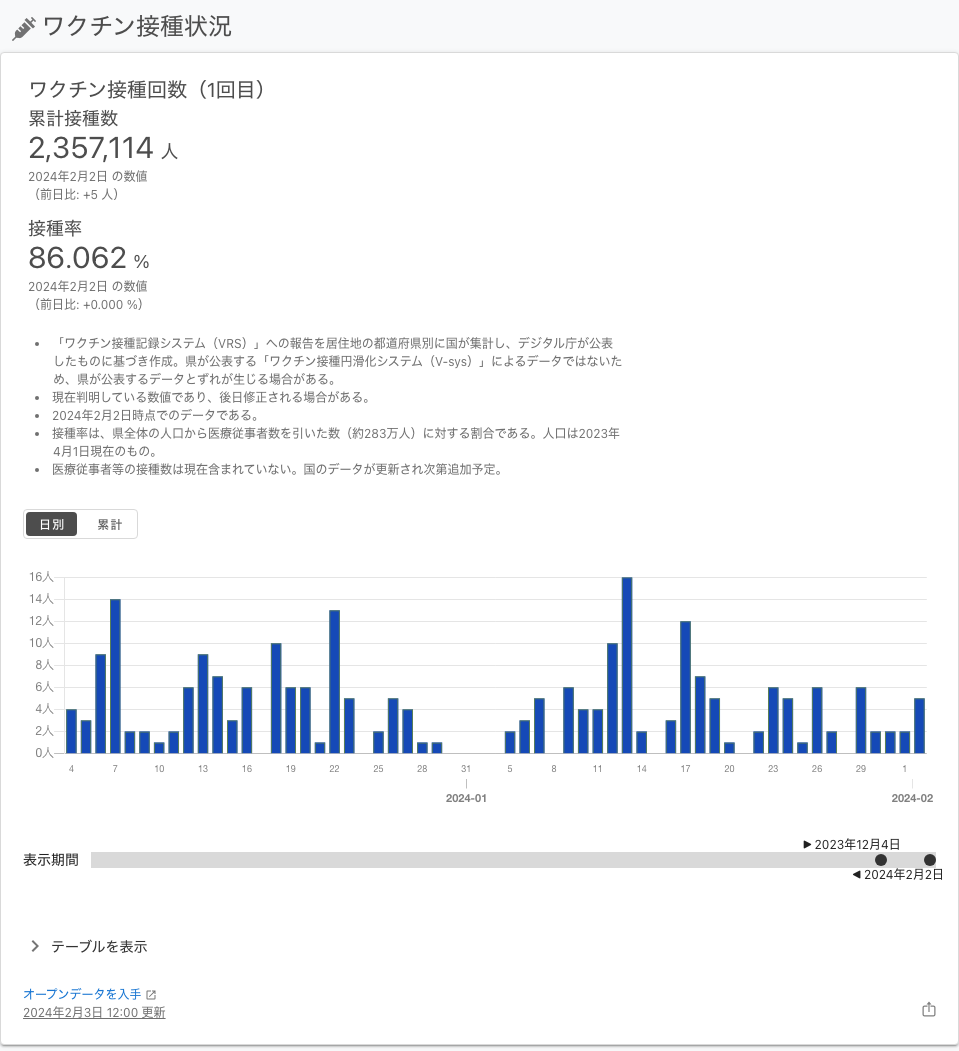 ワクチン接種状況
ワクチン接種回数（1回目）
累計接種数
2,357,114 人
2024年2月2日 の数値
（前日比: +5 人）
接種率
86.062 %
2024年2月2日 の数値
（前日比: +0.000 %）
• 「ワクチン接種記録システム（VRS）」への報告を居住地の都道府県別に国が集計し、デジタル庁が公表
したものに基づき作成。県が公表する「ワクチン接種円滑化システム（V-sys）」によるデータではないた
め、県が公表するデータとずれが生じる場合がある。
• 現在判明している数値であり、後日修正される場合がある。
• 2024年2月2日時点でのデータである。
• 接種率は、県全体の人口から医療従事者数を引いた数（約283万人）に対する割合である。人口は2023年
4月1日現在のもの。
• 医療従事者等の接種数は現在含まれていない。国のデータが更新され次第追加予定。
日別 累計
16人
14人
12人
10人
8人
6人
4人
2人
0人
4 7 10 13 16 19 22 25 28 31 5 8 11 14 17 20 23 26 29 1
2024-01 2024-02
▶ 2023年12月4日
表示期間
◀ 2024年2月2日
テーブルを表示
オープンデータを入手
2024年2月3日 12:00 更新